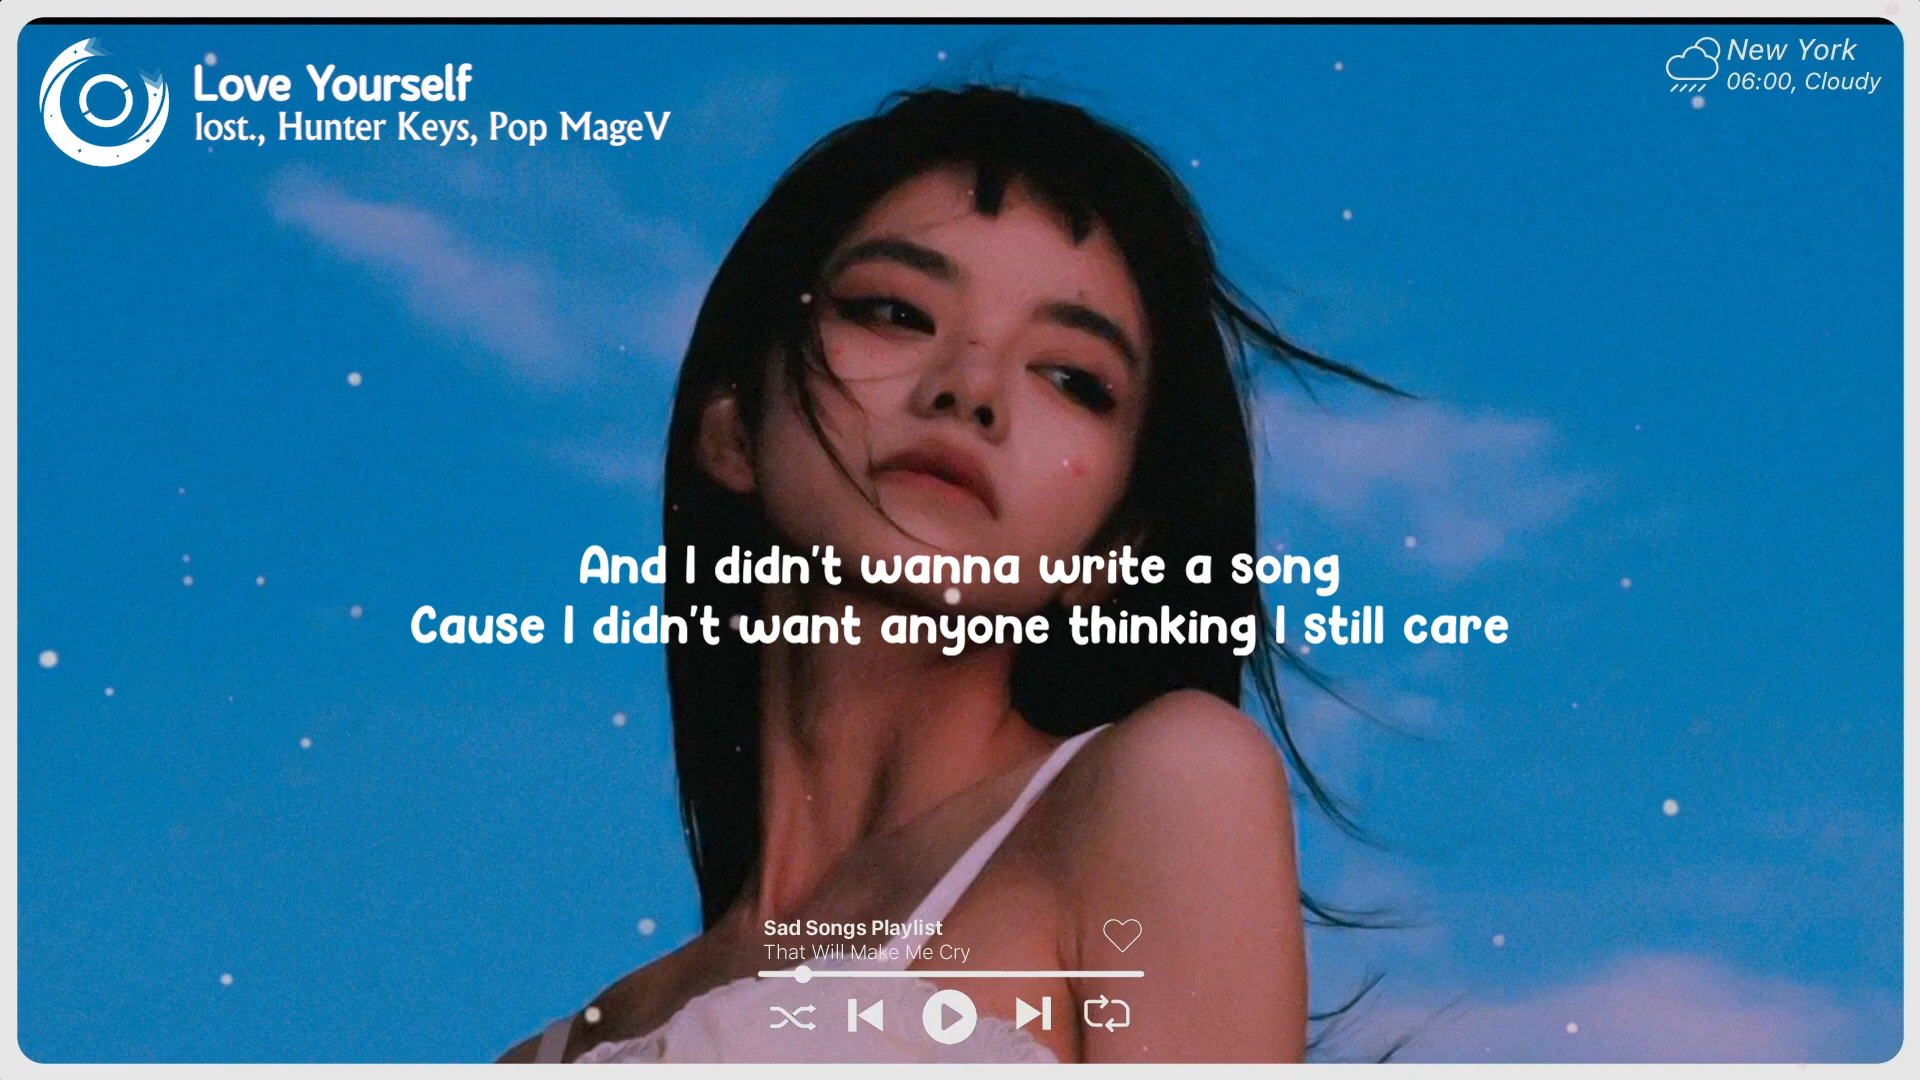 Love Yourself
lost., Hunter Keys, Pop MageV
New York
06:00, Cloudy
And I didn't wanna write a song
Cause I didn't want anyone thinking I still care
Sad Songs Playlist
That Will Make Me Cry